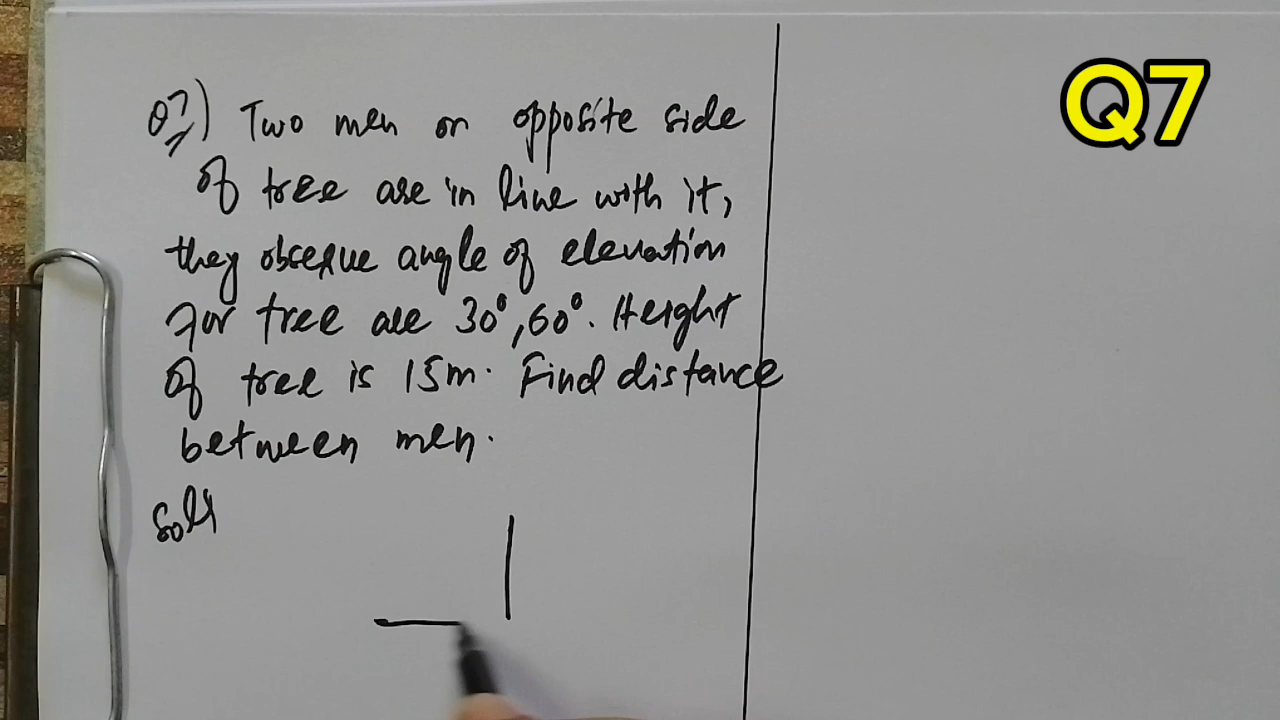 Q7) Two men on opposite side
of tree are in line with it,
they observe angle of elevation
for tree are 30°, 60°. Height
of tree is 15m. Find distance
between men.
Soln
Q7